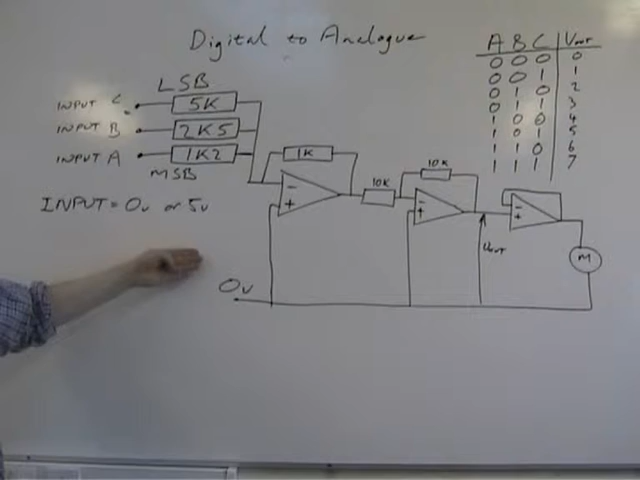 Digital to Analogue
LSB
INPUT C
5K
INPUT B
2K5
INPUT A
1K2
MSB
INPUT = 0v or 5v
1K
-
+
10K
10K
-
+
Vout
-
+
M
0v
A B C Vout
0 0 0 0
0 0 1 1
0 1 0 2
0 1 1 3
1 0 0 4
1 0 1 5
1 1 0 6
1 1 1 7